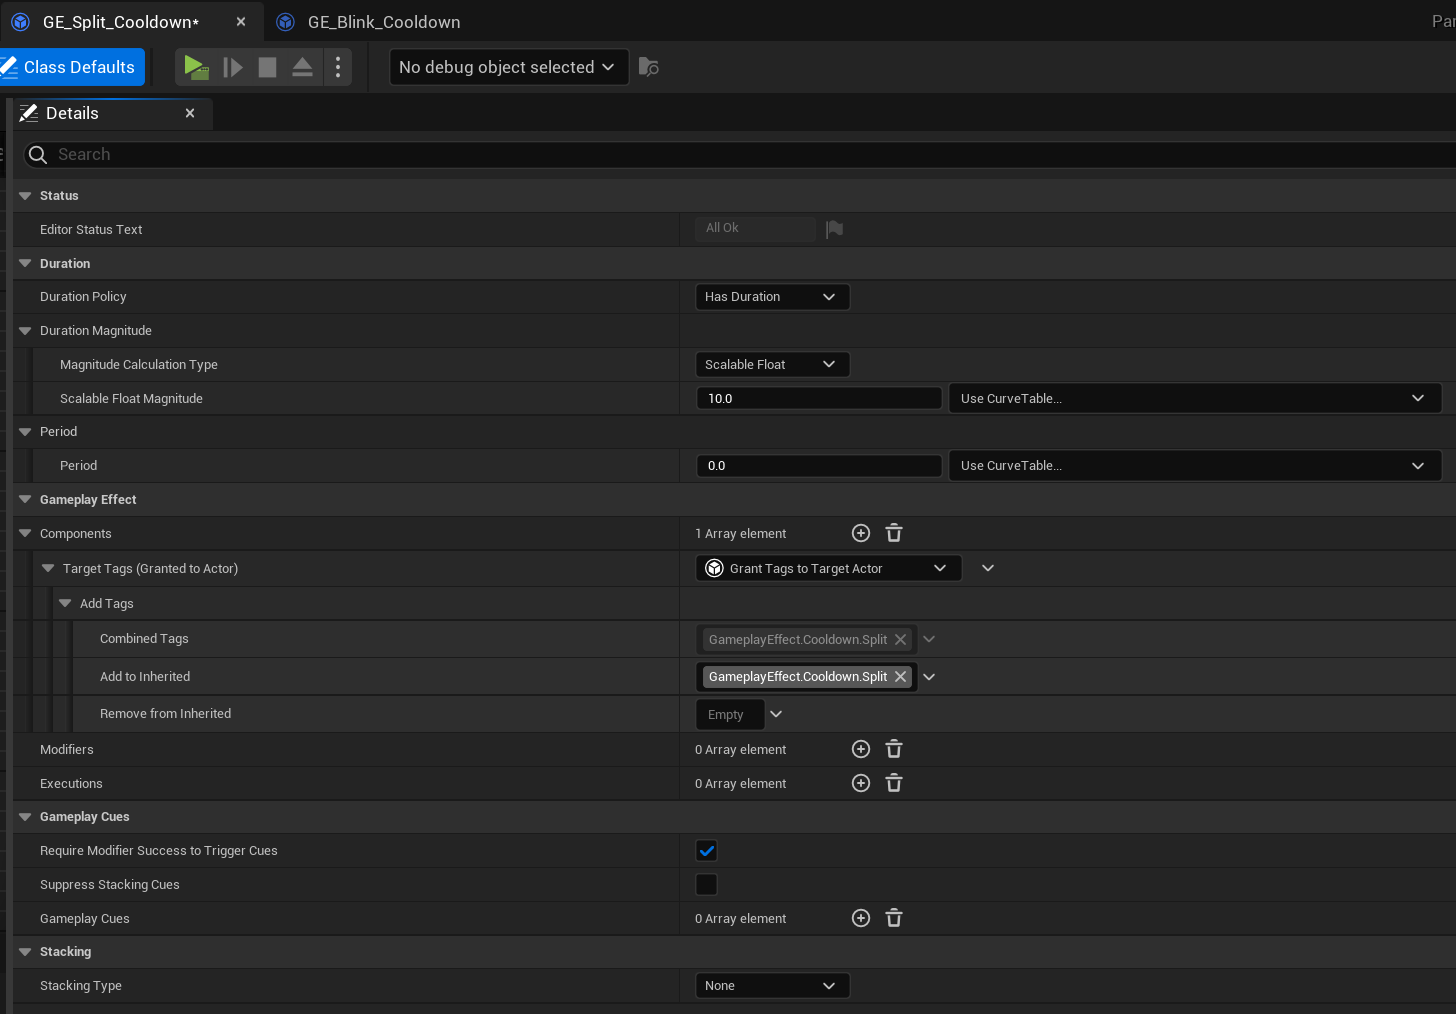 GE_Split_Cooldown* GE_Blink_Cooldown
Class Defaults No debug object selected
Details
Search
Status
Editor Status Text All Ok
Duration
Duration Policy Has Duration
Duration Magnitude
Magnitude Calculation Type Scalable Float
Scalable Float Magnitude 10.0 Use CurveTable...
Period
Period 0.0 Use CurveTable...
Gameplay Effect
Components 1 Array element
Target Tags (Granted to Actor) Grant Tags to Target Actor
Add Tags
Combined Tags GameplayEffect.Cooldown.Split
Add to Inherited GameplayEffect.Cooldown.Split
Remove from Inherited Empty
Modifiers 0 Array element
Executions 0 Array element
Gameplay Cues
Require Modifier Success to Trigger Cues
Suppress Stacking Cues
Gameplay Cues 0 Array element
Stacking
Stacking Type None